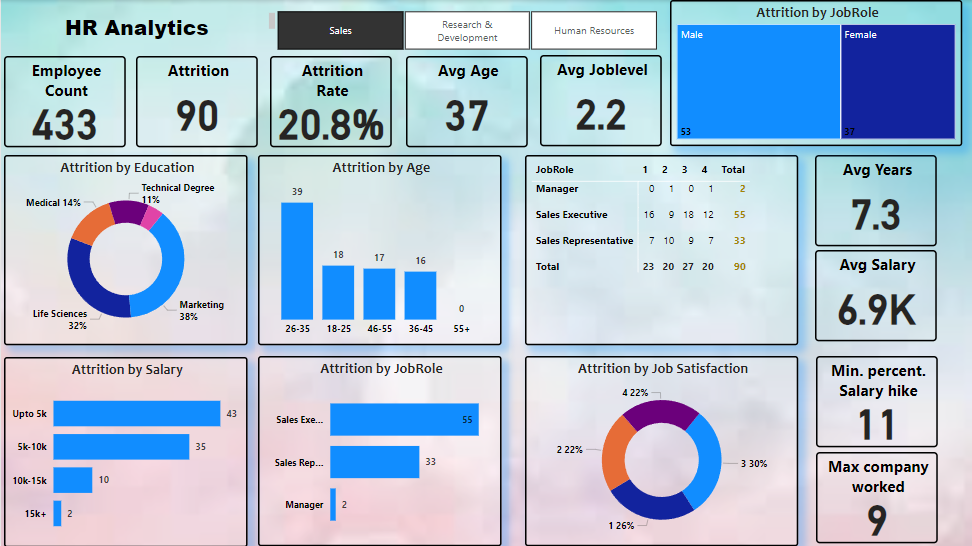 HR Analytics
Sales
Research &
Development
Human Resources
Attrition by JobRole
Male
Female
53
37
Employee
Count
433
Attrition
90
Attrition
Rate
20.8%
Avg Age
37
Avg Joblevel
2.2
Attrition by Education
Technical Degree
11%
Medical 14%
Life Sciences
32%
Marketing
38%
Attrition by Age
39
18
17
16
0
26-35 18-25 46-55 36-45 55+
JobRole 1 2 3 4 Total
Manager 0 1 0 1 2
Sales Executive 16 9 18 12 55
Sales Representative 7 10 9 7 33
Total 23 20 27 20 90
Avg Years
7.3
Avg Salary
6.9K
Attrition by Salary
Upto 5k 43
5k-10k 35
10k-15k 10
15k+ 2
Attrition by JobRole
Sales Exe... 55
Sales Rep... 33
Manager 2
Attrition by Job Satisfaction
4 22%
2 22%
3 30%
1 26%
Min. percent.
Salary hike
11
Max company
worked
9